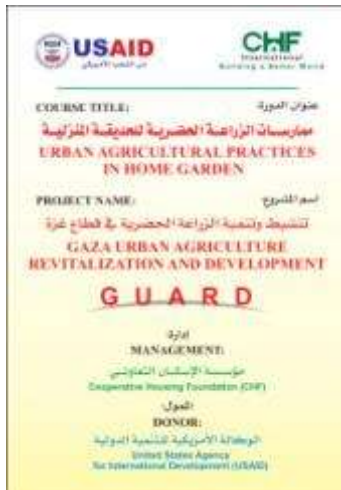 USAID
من الشعب الأمريكي
CHF
International
Building a Better World
COURSE TITLE: عنوان الدورة:
ممارسات الزراعة الحضرية للحديقة المنزلية
URBAN AGRICULTURAL PRACTICES
IN HOME GARDEN
PROJECT NAME: اسم المشروع:
تنشيط وتنمية الزراعة الحضرية في قطاع غزة
GAZA URBAN AGRICULTURE
REVITALIZATION AND DEVELOPMENT
GUARD
إدارة
MANAGEMENT:
مؤسسة الإسكان التعاوني
Cooperative Housing Foundation (CHF)
الممول:
DONOR:
الوكالة الأمريكية للتنمية الدولية
United States Agency
for International Development (USAID)